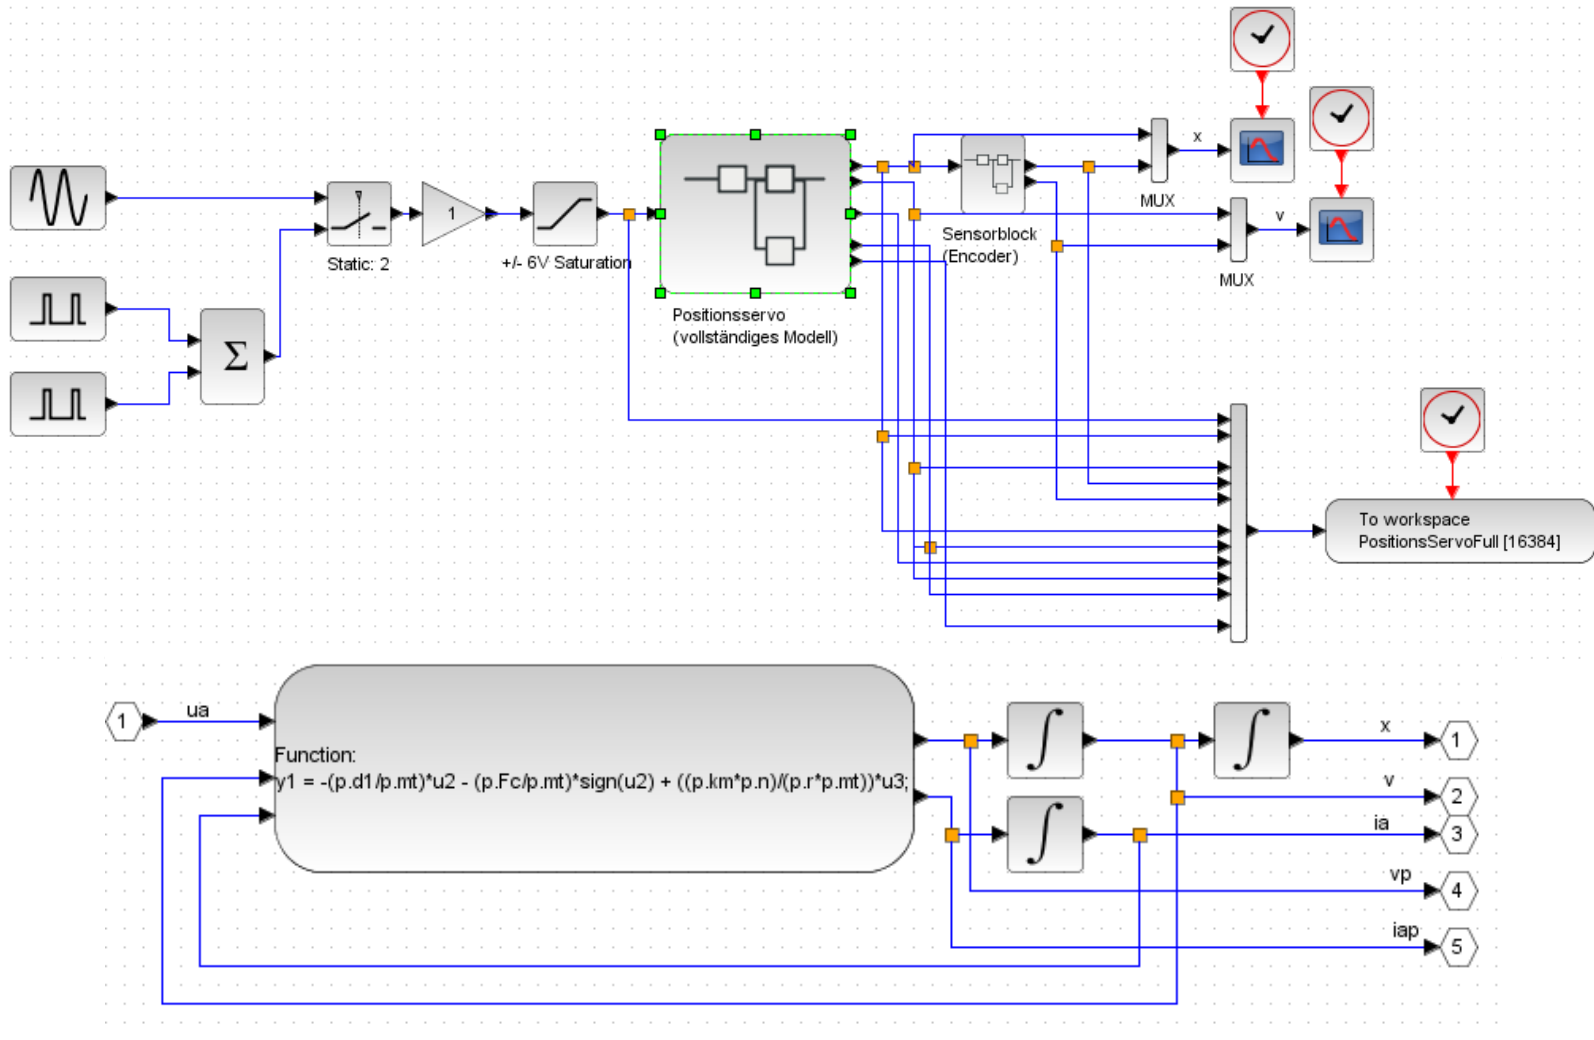 x
1
MUX
v
Static: 2
+/- 6V Saturation
Sensorblock
(Encoder)
MUX
Positionsservo
(vollständiges Modell)
Σ
To workspace
PositionsServoFull [16384]
1
ua
Function:
y1 = -(p.d1/p.mt)*u2 - (p.Fc/p.mt)*sign(u2) + ((p.km*p.n)/(p.r*p.mt))*u3;
∫
∫
x
1
v
2
∫
ia
3
vp
4
iap
5